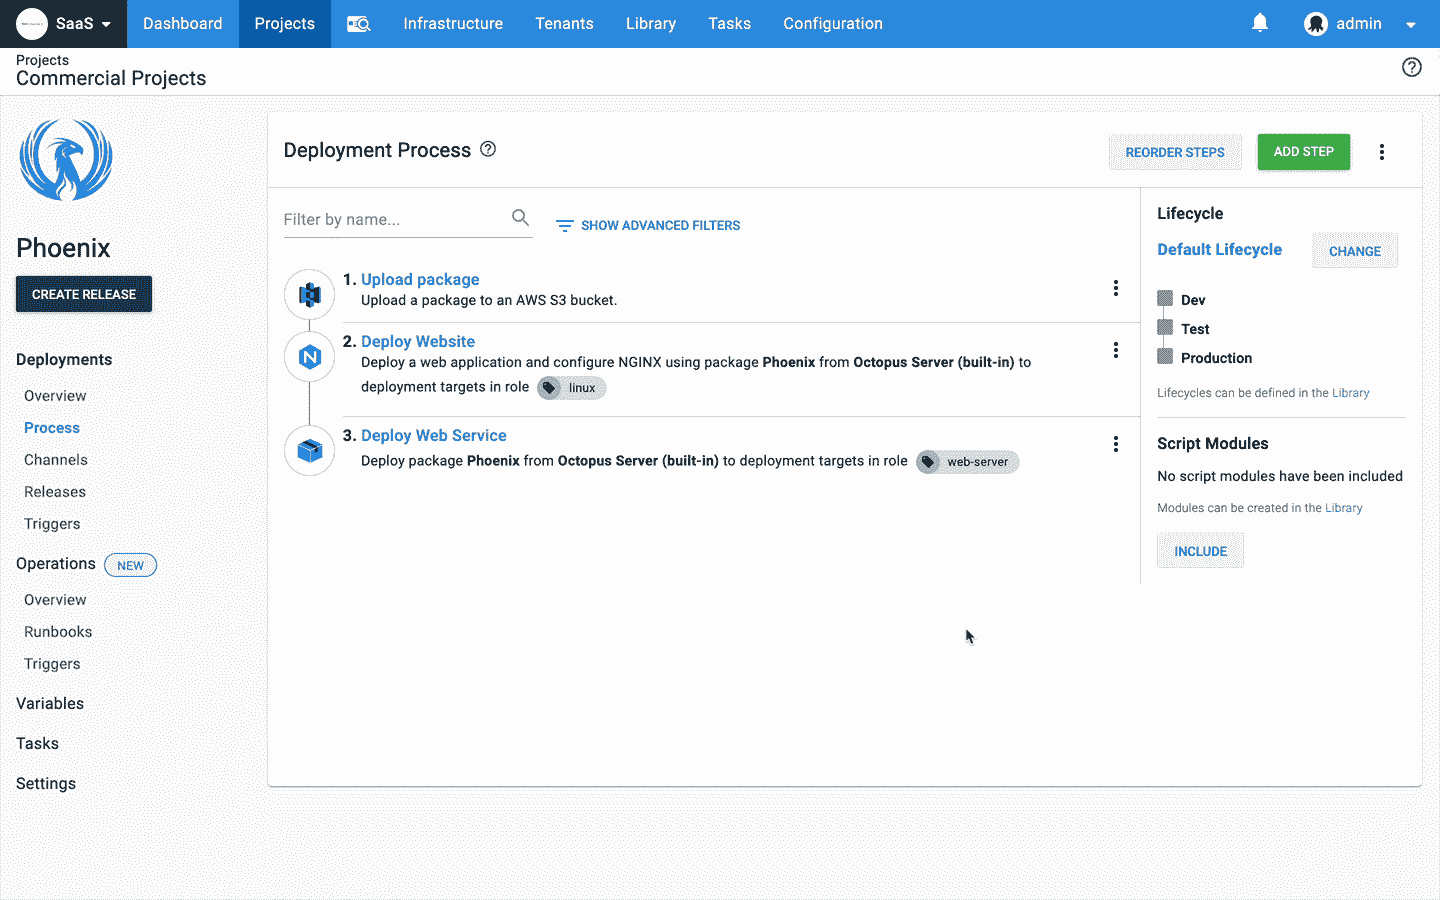 SaaS Dashboard Projects Infrastructure Tenants Library Tasks Configuration admin
Projects
Commercial Projects
Phoenix
CREATE RELEASE
Deployments
Overview
Process
Channels
Releases
Triggers
Operations NEW
Overview
Runbooks
Triggers
Variables
Tasks
Settings
Deployment Process
REORDER STEPS ADD STEP
Filter by name...
SHOW ADVANCED FILTERS
1. Upload package
Upload a package to an AWS S3 bucket.
2. Deploy Website
Deploy a web application and configure NGINX using package Phoenix from Octopus Server (built-in) to
deployment targets in role linux
3. Deploy Web Service
Deploy package Phoenix from Octopus Server (built-in) to deployment targets in role web-server
Lifecycle
Default Lifecycle CHANGE
Dev
Test
Production
Lifecycles can be defined in the Library
Script Modules
No script modules have been included
Modules can be created in the Library
INCLUDE